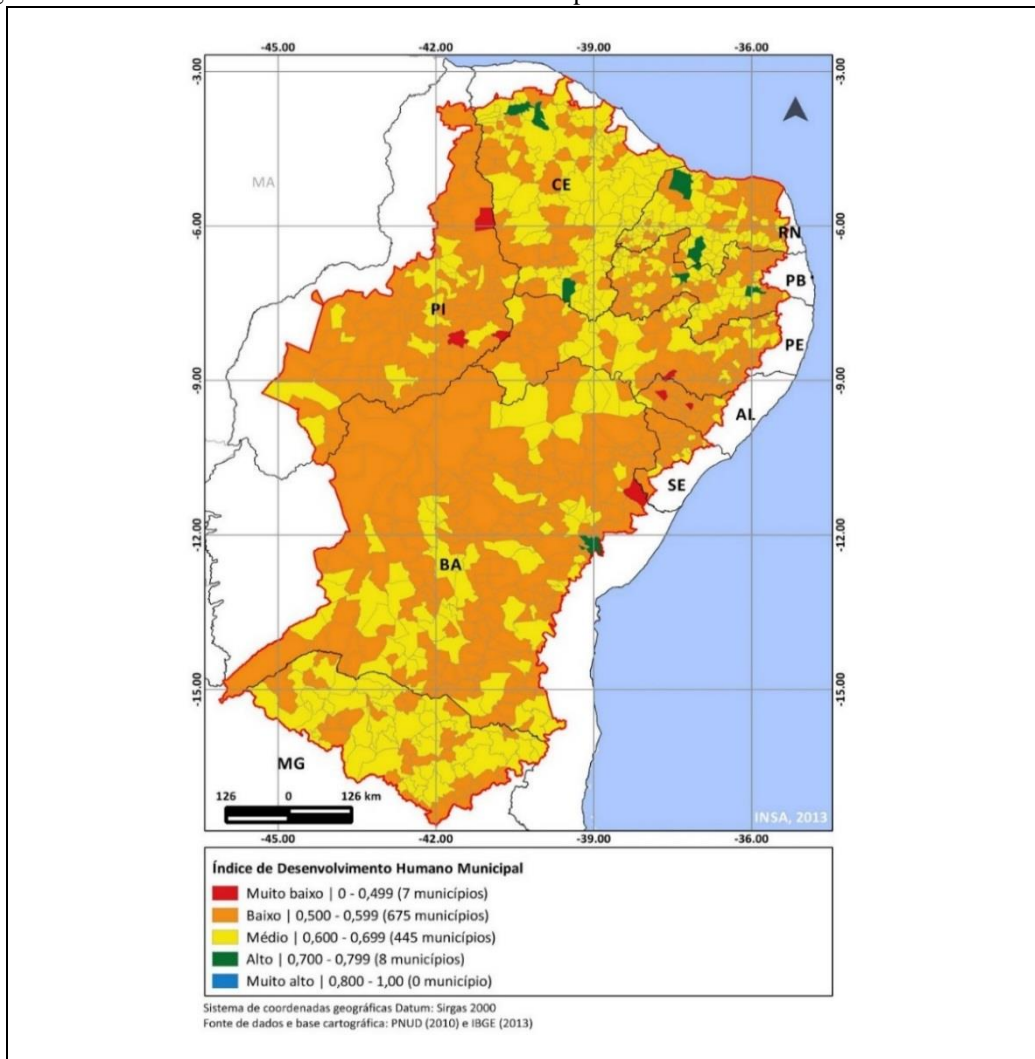 -45.00 -42.00 -39.00 -36.00
-3.00 -3.00
MA
CE
-6.00 -6.00
RN
PB
PI
PE
-9.00 -9.00
AL
SE
-12.00 -12.00
BA
-15.00 -15.00
MG
126 0 126 km
INSA, 2013
-45.00 -42.00 -39.00 -36.00
Índice de Desenvolvimento Humano Municipal
Muito baixo | 0 - 0,499 (7 municípios)
Baixo | 0,500 - 0,599 (675 municípios)
Médio | 0,600 - 0,699 (445 municípios)
Alto | 0,700 - 0,799 (8 municípios)
Muito alto | 0,800 - 1,00 (0 município)
Sistema de coordenadas geográficas Datum: Sirgas 2000
Fonte de dados e base cartográfica: PNUD (2010) e IBGE (2013)